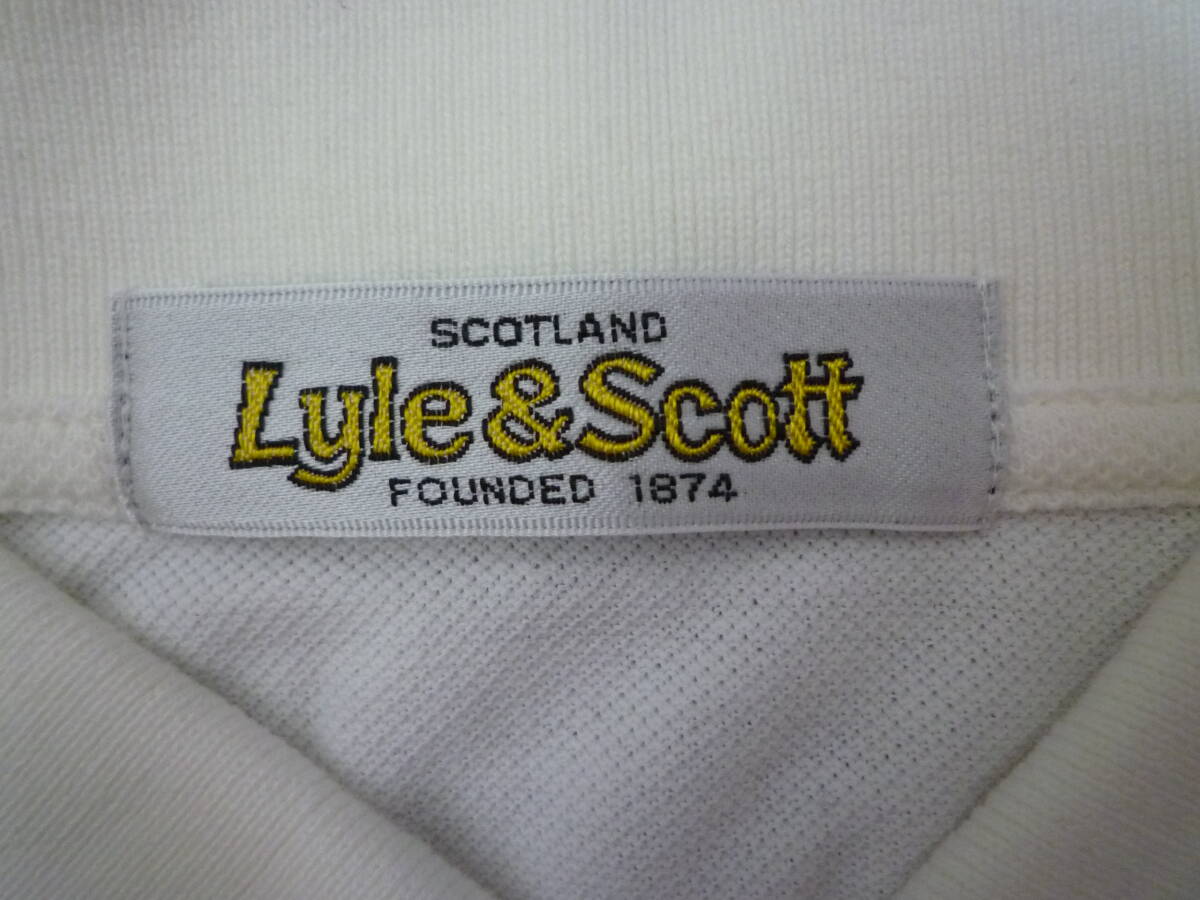 SCOTLAND
Lyle & Scott
FOUNDED 1874